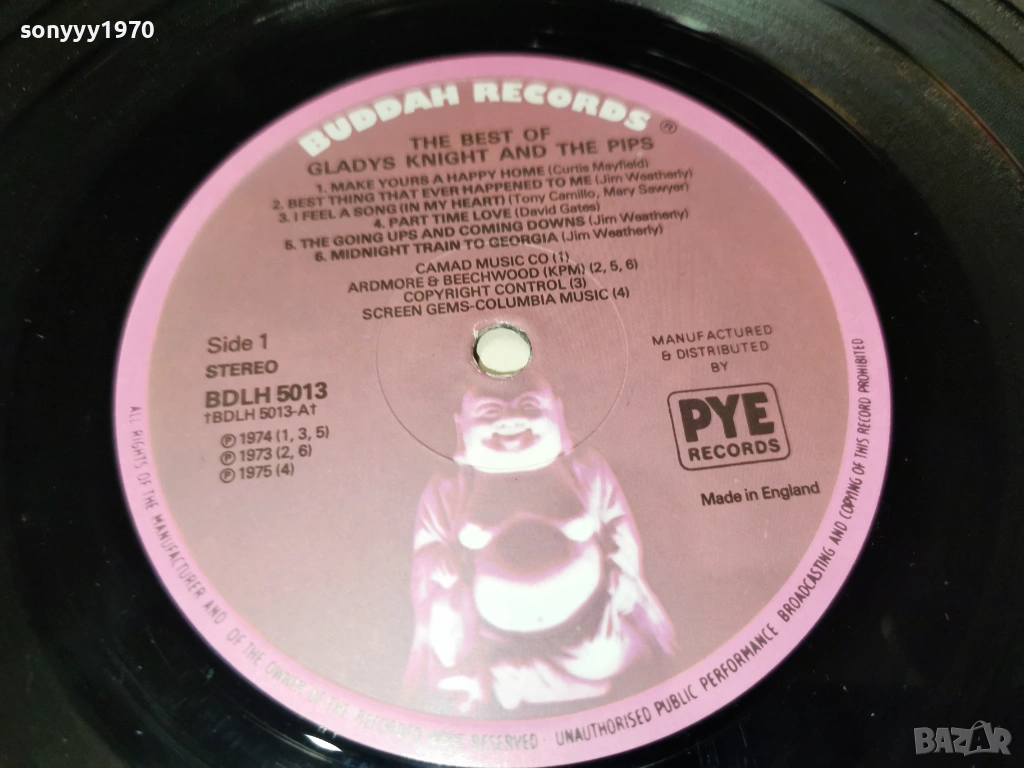 sonyyy1970
BUDDAH RECORDS ®
THE BEST OF
GLADYS KNIGHT AND THE PIPS
1. MAKE YOURS A HAPPY HOME (Curtis Mayfield)
2. BEST THING THAT EVER HAPPENED TO ME (Jim Weatherly)
3. I FEEL A SONG (IN MY HEART) (Tony Camillo, Mary Sawyer)
4. PART TIME LOVE (David Gates)
5. THE GOING UPS AND COMING DOWNS (Jim Weatherly)
6. MIDNIGHT TRAIN TO GEORGIA (Jim Weatherly)
CAMAD MUSIC CO (1)
ARDMORE & BEECHWOOD (KPM) (2, 5, 6)
COPYRIGHT CONTROL (3)
SCREEN GEMS-COLUMBIA MUSIC (4)
Side 1
STEREO
BDLH 5013
†BDLH 5013-A†
℗ 1974 (1, 3, 5)
℗ 1973 (2, 6)
℗ 1975 (4)
MANUFACTURED
& DISTRIBUTED
BY
PYE
RECORDS
Made in England
ALL RIGHTS OF THE MANUFACTURER AND OF THE OWNER OF THE RECORDED WORK RESERVED · UNAUTHORISED PUBLIC PERFORMANCE BROADCASTING AND COPYING OF THIS RECORD PROHIBITED
BAZAR